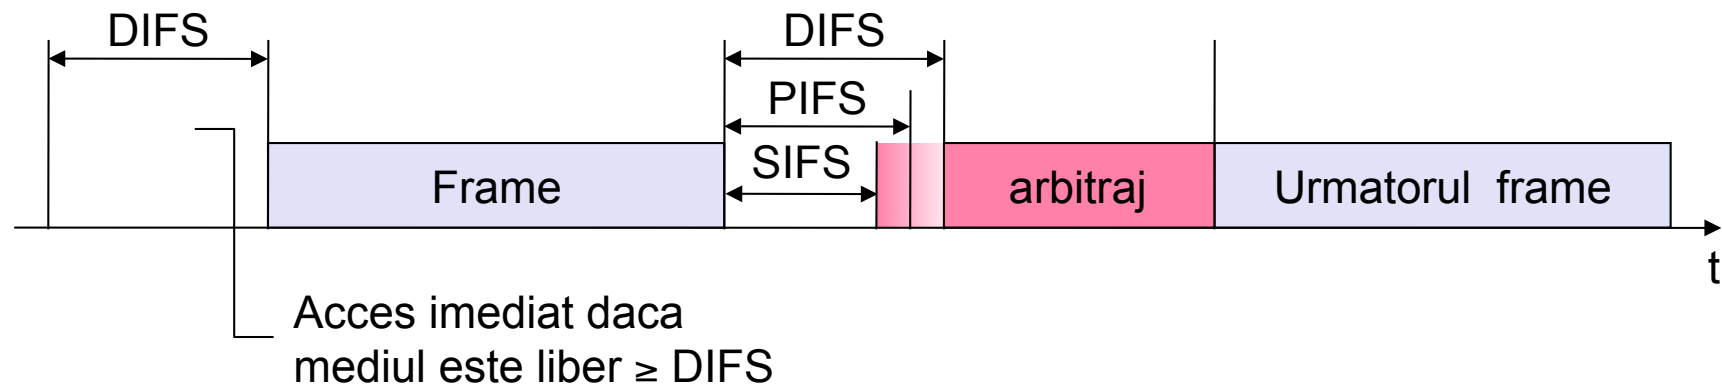 DIFS
DIFS
PIFS
SIFS
Frame
arbitraj
Urmatorul frame
t
Acces imediat daca
mediul este liber ≥ DIFS